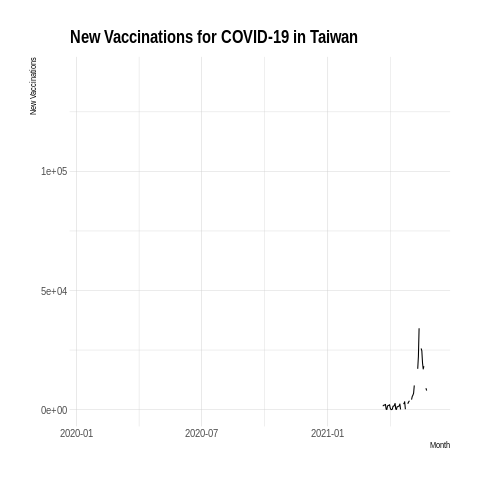 New Vaccinations for COVID-19 in Taiwan
New Vaccinations
1e+05
5e+04
0e+00
2020-01 2020-07 2021-01
Month